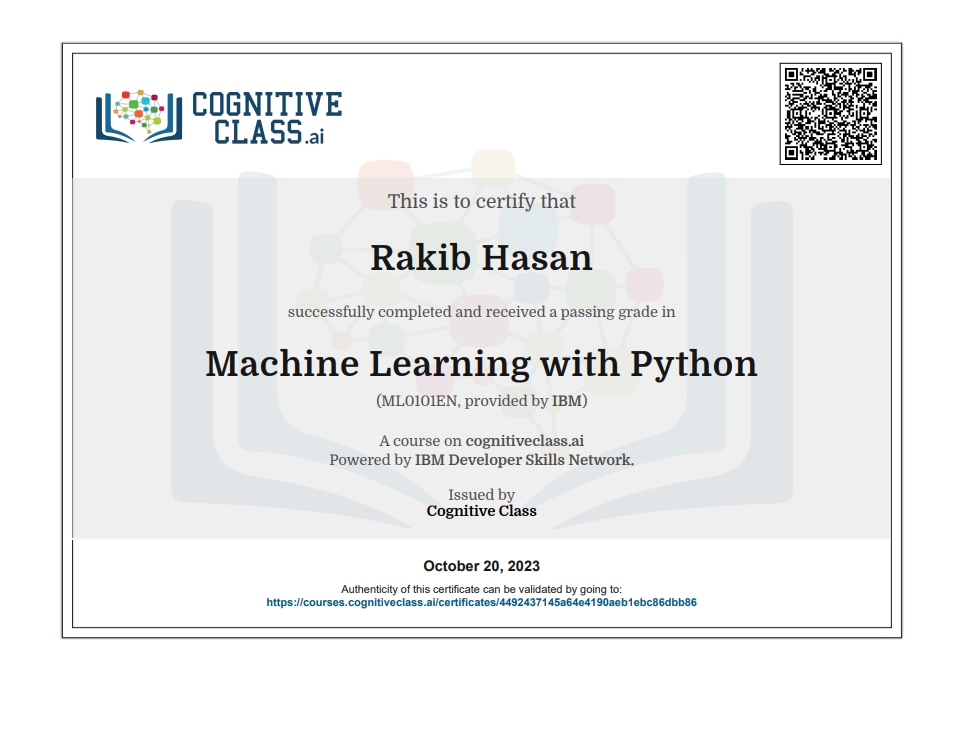 COGNITIVE
CLASS.ai
This is to certify that
Rakib Hasan
successfully completed and received a passing grade in
Machine Learning with Python
(ML0101EN, provided by IBM)
A course on cognitiveclass.ai
Powered by IBM Developer Skills Network.
Issued by
Cognitive Class
October 20, 2023
Authenticity of this certificate can be validated by going to:
https://courses.cognitiveclass.ai/certificates/4492437145a64e4190aeb1ebc86dbb86